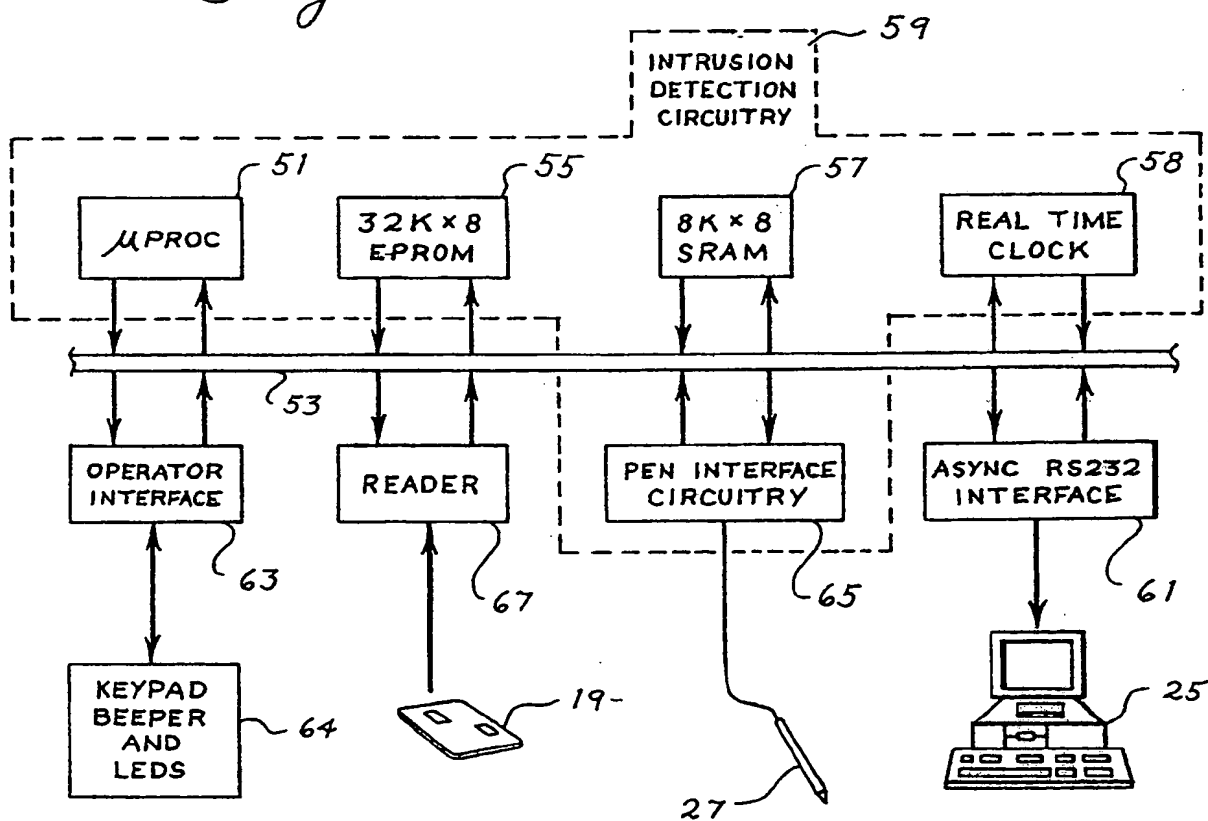 59
INTRUSION
DETECTION
CIRCUITRY
51
55
57
58
μPROC
32K × 8
EPROM
8K × 8
SRAM
REAL TIME
CLOCK
53
OPERATOR
INTERFACE
READER
PEN INTERFACE
CIRCUITRY
ASYNC RS232
INTERFACE
63
67
65
61
KEYPAD
BEEPER
AND
LEDS
64
19
25
27